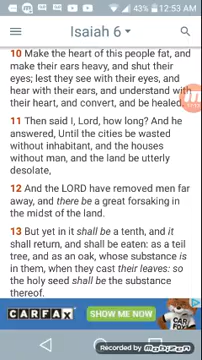 43% 12:53 AM
Isaiah 6
10 Make the heart of this people fat, and
make their ears heavy, and shut their
eyes; lest they see with their eyes, and
hear with their ears, and understand with
their heart, and convert, and be healed.
11 Then said I, Lord, how long? And he
answered, Until the cities be wasted
without inhabitant, and the houses
without man, and the land be utterly
desolate,
12 And the LORD have removed men far
away, and there be a great forsaking in
the midst of the land.
13 But yet in it shall be a tenth, and it
shall return, and shall be eaten: as a teil
tree, and as an oak, whose substance is
in them, when they cast their leaves: so
the holy seed shall be the substance
thereof.
CARFAX SHOW ME NOW
RECORDED WITH
Mobizen